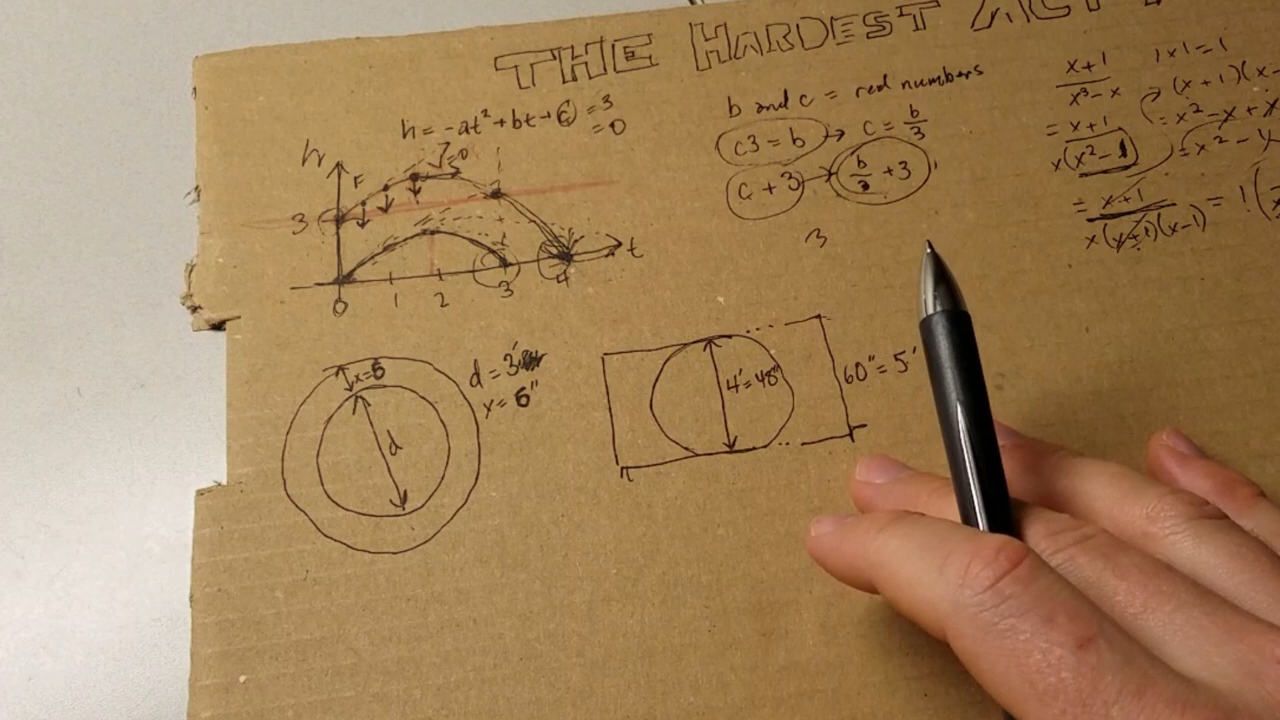 THE HARDEST ACT
h = -at² + bt + c = 3
= 0
h
V=0
F
3
0
1
2
3
4
t
b and c = real numbers
c3 = b → c = b/3
c + 3 → b/3 + 3
3
x+1 / x³-x
1x1=1
= x+1 / x(x²-1)
(x+1)(x-
= x² - x + x
= x² - 1
= x+1 / x(x+1)(x-1)
= 1(
x=6
d
d = 3'
x = 6"
4'=48"
60" = 5'